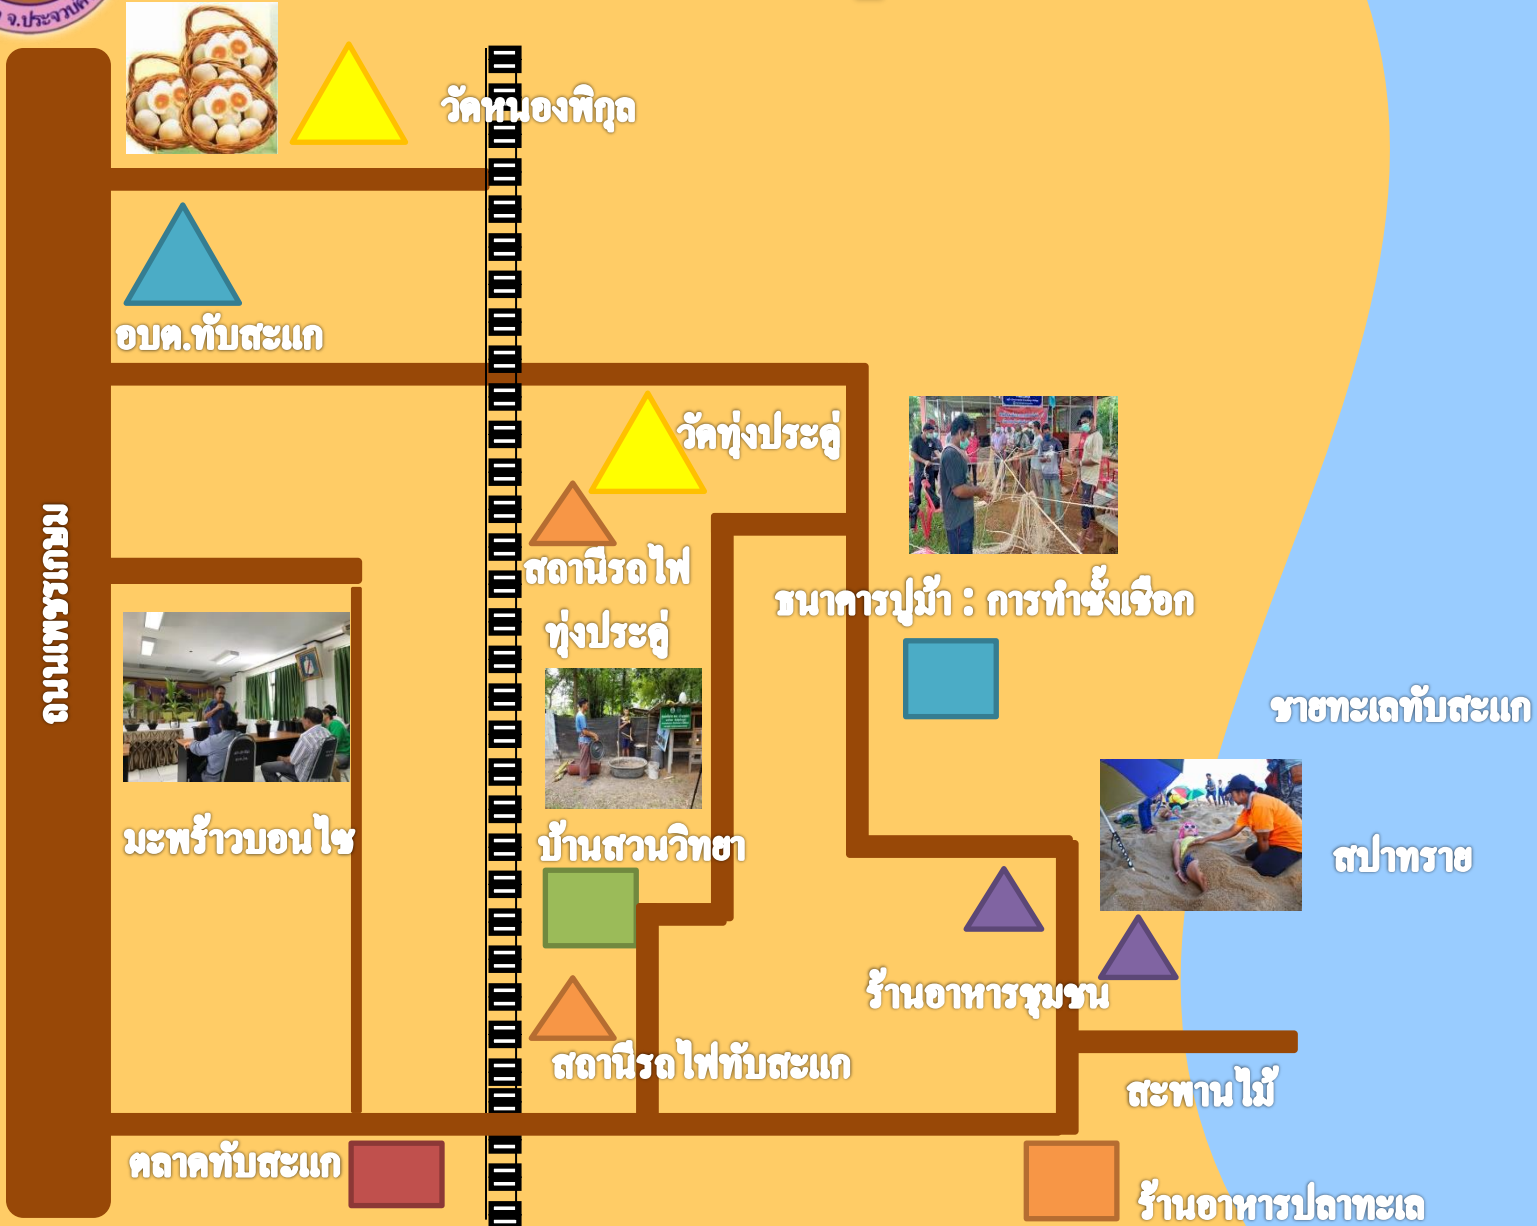 จ.ประจวบคี
วัดหนองพิกุล
อบต.ทับสะแก
วัดทุ่งประดู่
สถานีรถไฟ
ทุ่งประดู่
ธนาคารปูม้า : การทำซั้งเชือก
ถนนเพชรเกษม
ชายทะเลทับสะแก
มะพร้าวบอนไซ
บ้านสวนวิทยา
สปาทราย
ร้านอาหารชุมชน
สถานีรถไฟทับสะแก
สะพานไม้
ตลาดทับสะแก
ร้านอาหารปลาทะเล